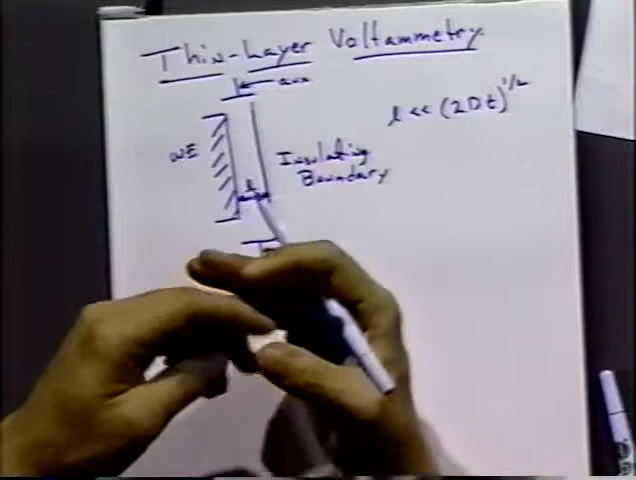 Thin-Layer Voltammetry
aux
l << (2Dt)^1/2
WE
Insulating
Boundary
l